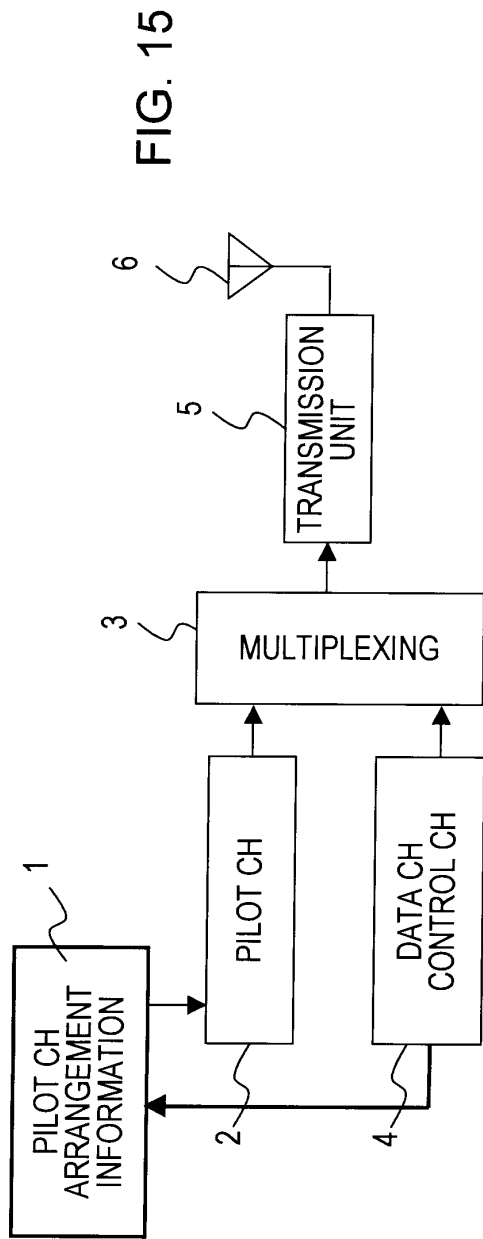 FIG. 15
1
PILOT CH
ARRANGEMENT
INFORMATION
2
PILOT CH
3
MULTIPLEXING
4
DATA CH
CONTROL CH
5
TRANSMISSION
UNIT
6